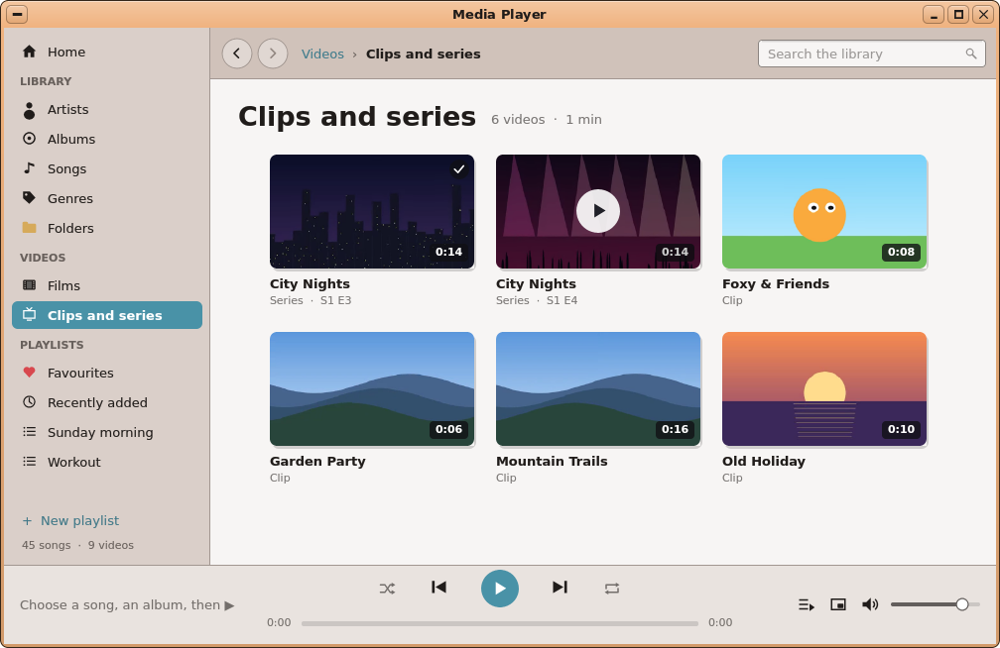 Media Player
Home
LIBRARY
Artists
Albums
Songs
Genres
Folders
VIDEOS
Films
Clips and series
PLAYLISTS
Favourites
Recently added
Sunday morning
Workout
+ New playlist
45 songs · 9 videos
Videos › Clips and series
Search the library
Clips and series 6 videos · 1 min
0:14
City Nights
Series · S1 E3
0:14
City Nights
Series · S1 E4
0:08
Foxy & Friends
Clip
0:06
Garden Party
Clip
0:16
Mountain Trails
Clip
0:10
Old Holiday
Clip
Choose a song, an album, then ▶
0:00
0:00